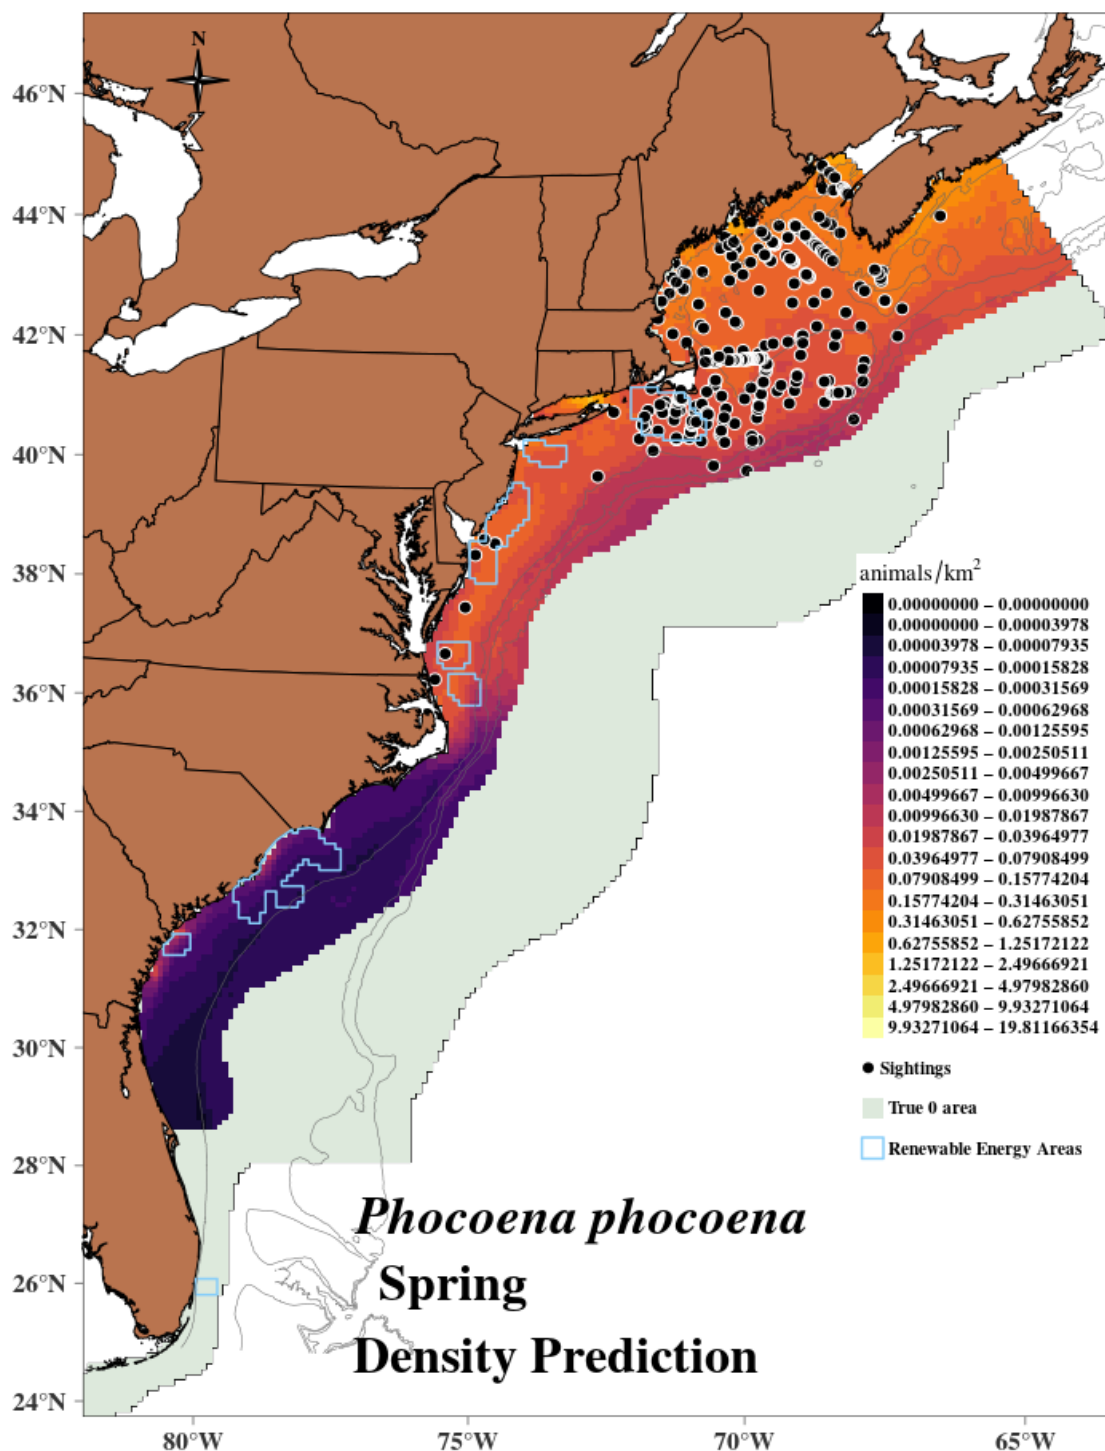 N
46°N
44°N
42°N
40°N
38°N
36°N
34°N
32°N
30°N
28°N
26°N
24°N
80°W
75°W
70°W
65°W
animals/km²
0.00000000 – 0.00000000
0.00000000 – 0.00003978
0.00003978 – 0.00007935
0.00007935 – 0.00015828
0.00015828 – 0.00031569
0.00031569 – 0.00062968
0.00062968 – 0.00125595
0.00125595 – 0.00250511
0.00250511 – 0.00499667
0.00499667 – 0.00996630
0.00996630 – 0.01987867
0.01987867 – 0.03964977
0.03964977 – 0.07908499
0.07908499 – 0.15774204
0.15774204 – 0.31463051
0.31463051 – 0.62755852
0.62755852 – 1.25172122
1.25172122 – 2.49666921
2.49666921 – 4.97982860
4.97982860 – 9.93271064
9.93271064 – 19.81166354
Sightings
True 0 area
Renewable Energy Areas
Phocoena phocoena
Spring
Density Prediction